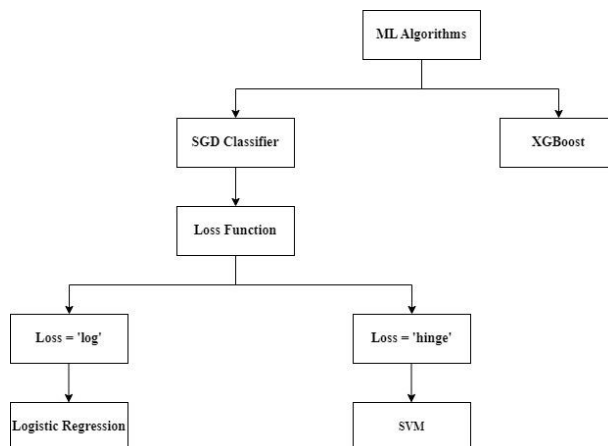 ML Algorithms
SGD Classifier
XGBoost
Loss Function
Loss = 'log'
Loss = 'hinge'
Logistic Regression
SVM